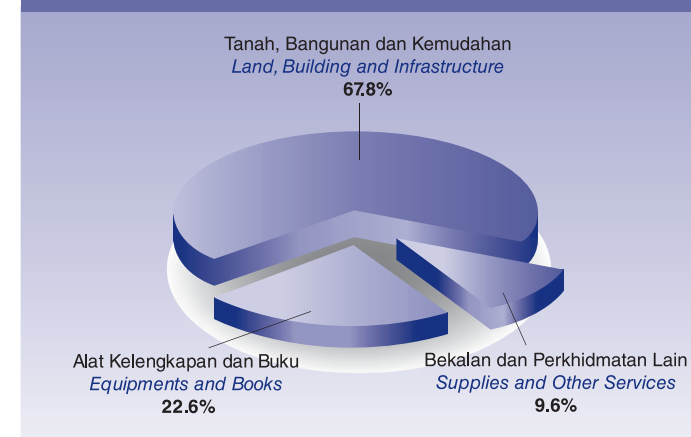 Tanah, Bangunan dan Kemudahan
Land, Building and Infrastructure
67.8%
Alat Kelengkapan dan Buku
Equipments and Books
22.6%
Bekalan dan Perkhidmatan Lain
Supplies and Other Services
9.6%